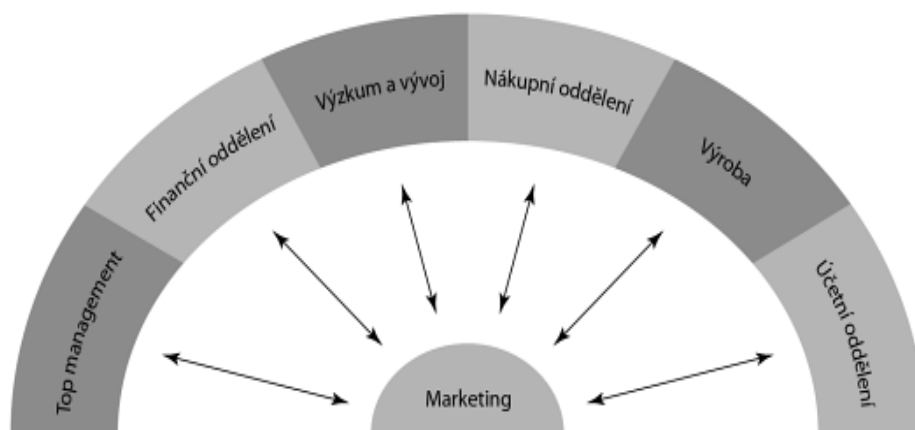 Top management
Finanční oddělení
Výzkum a vývoj
Nákupní oddělení
Výroba
Účetní oddělení
Marketing